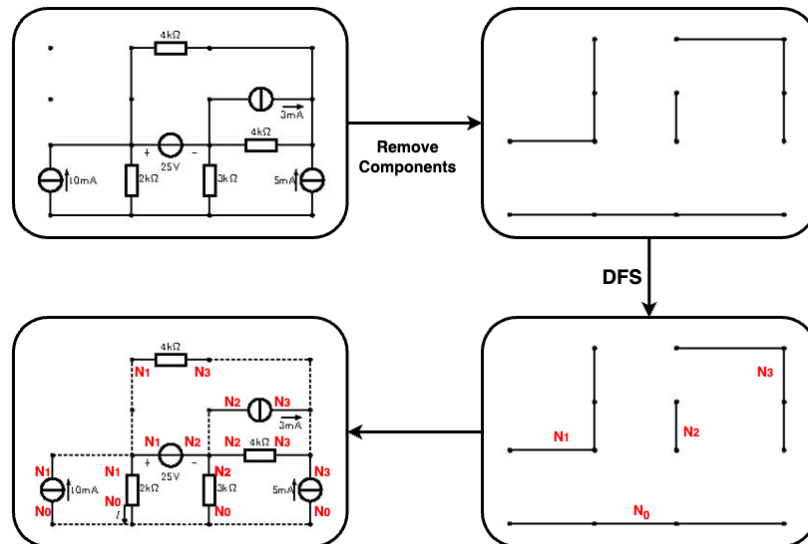 4kΩ
3mA
4kΩ
+ 25V -
10mA
2kΩ
3kΩ
5mA
Remove
Components
DFS
4kΩ
N1 N3
N2 N3
3mA
N1 N2 N2 4kΩ N3
N1 N1 + 25V - N2 N3
10mA 2kΩ 3kΩ 5mA
N0 N0 I N0 N0
N3
N1
N2
N0